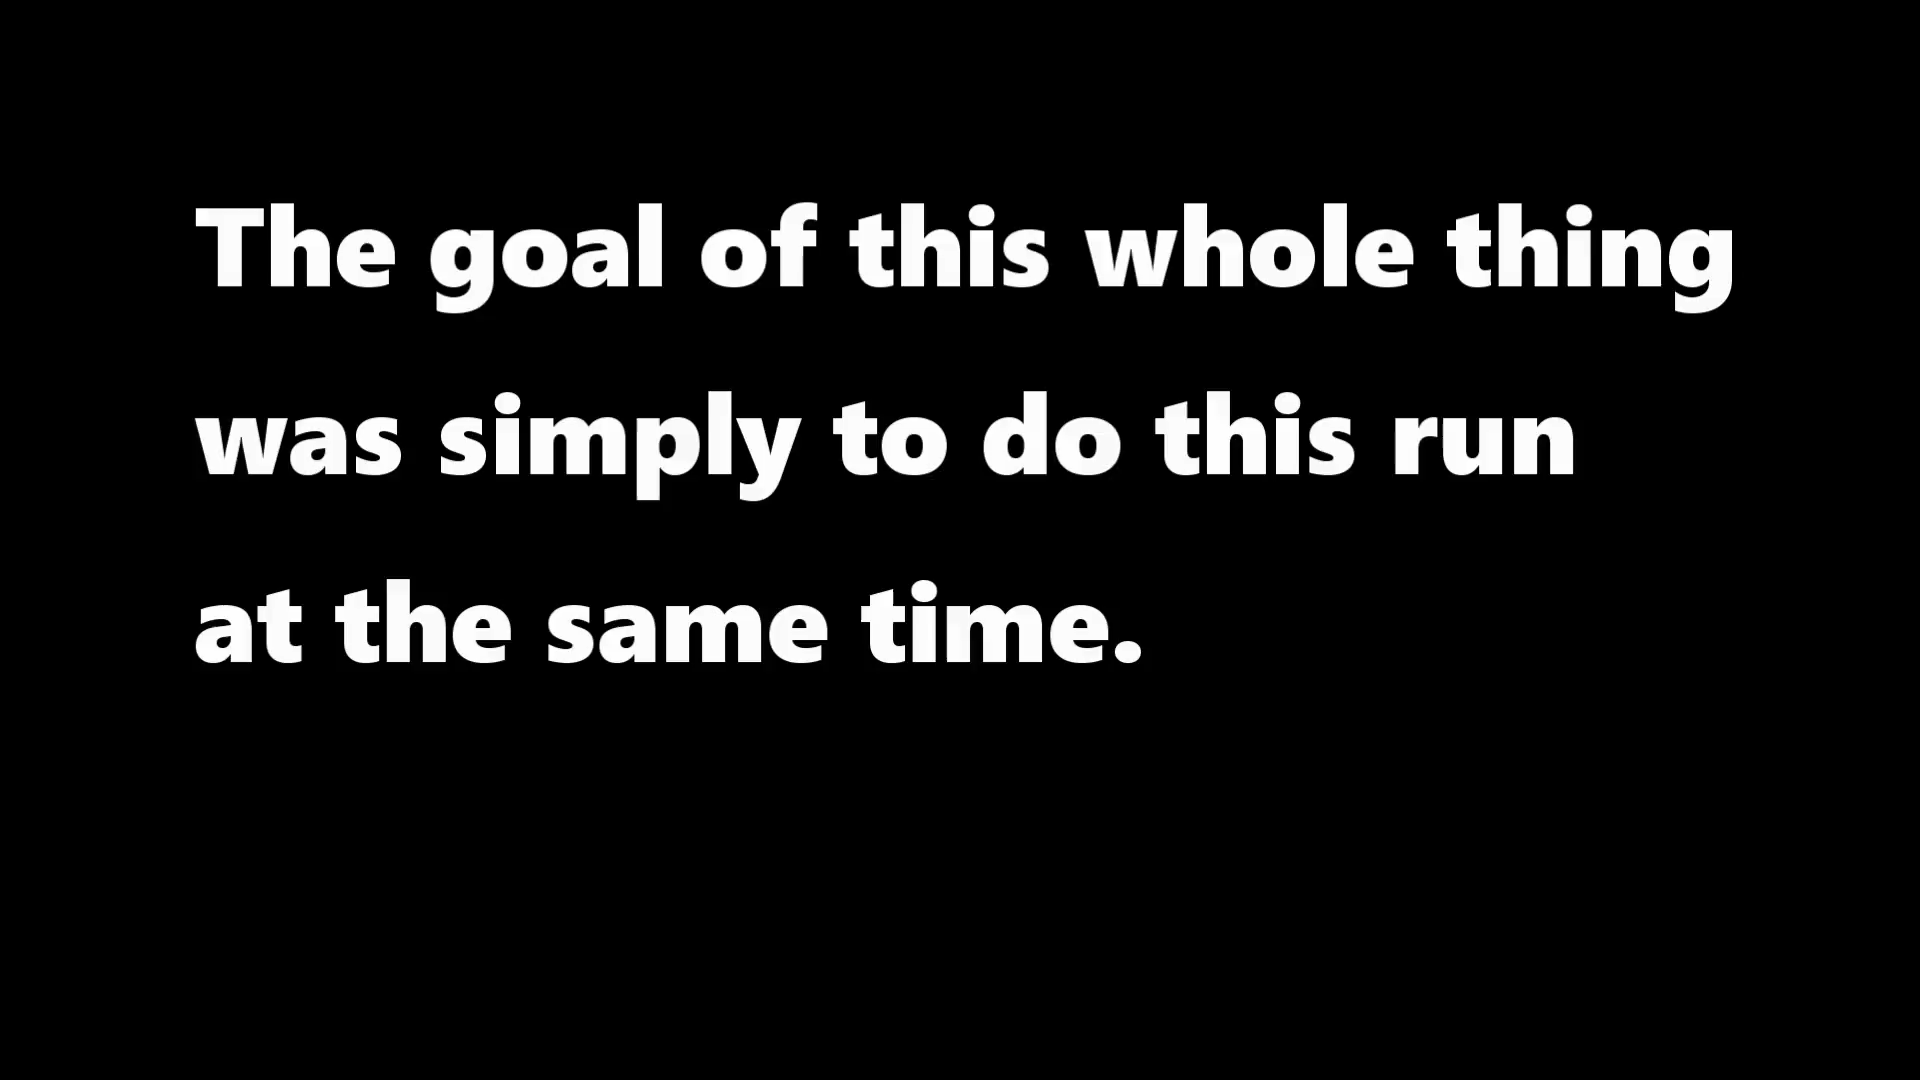 The goal of this whole thing
was simply to do this run
at the same time.